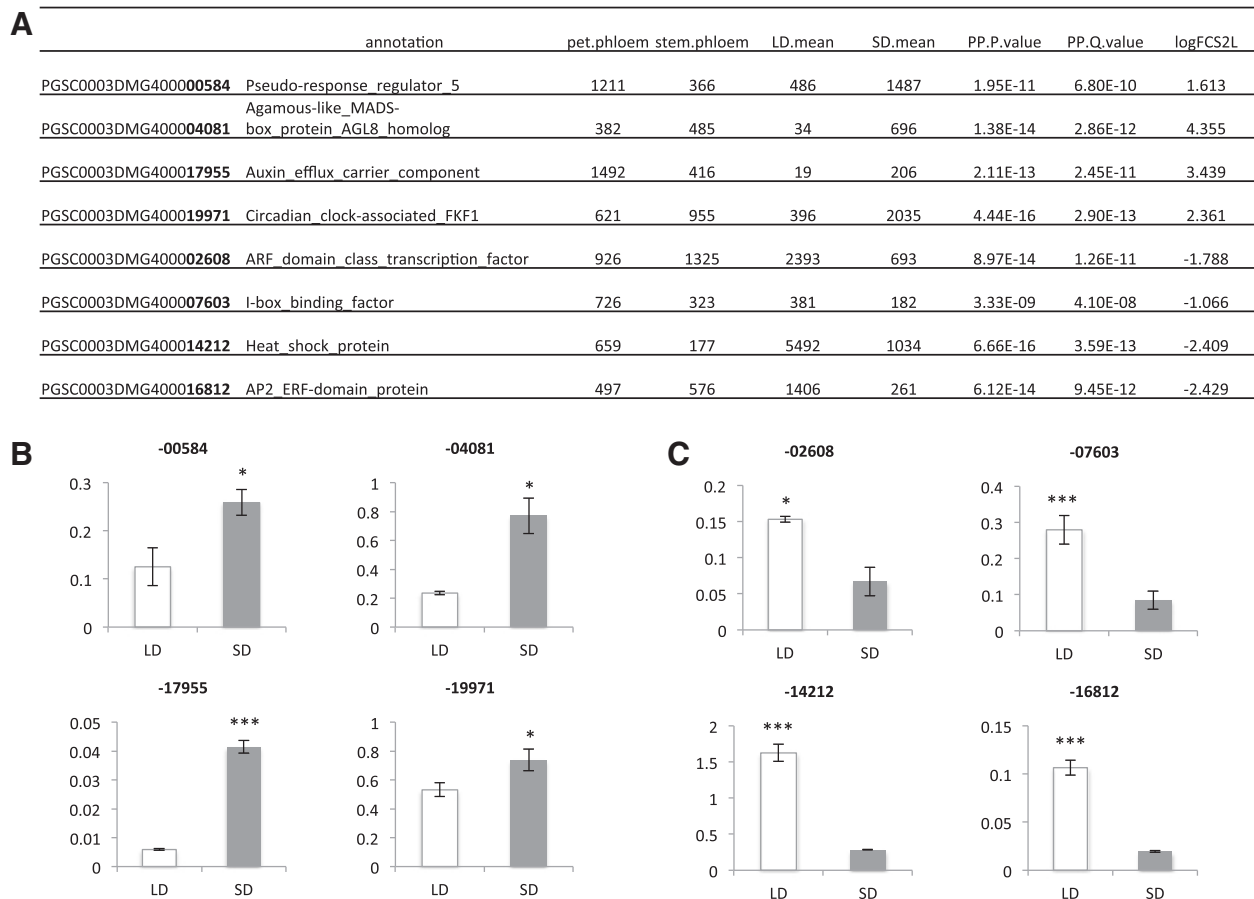 A
annotation pet.phloem stem.phloem LD.mean SD.mean PP.P.value PP.Q.value logFCS2L
PGSC0003DMG400000584 Pseudo-response_regulator_5 1211 366 486 1487 1.95E-11 6.80E-10 1.613
Agamous-like_MADS-
PGSC0003DMG400004081 box_protein_AGL8_homolog 382 485 34 696 1.38E-14 2.86E-12 4.355
PGSC0003DMG400017955 Auxin_efflux_carrier_component 1492 416 19 206 2.11E-13 2.45E-11 3.439
PGSC0003DMG400019971 Circadian_clock-associated_FKF1 621 955 396 2035 4.44E-16 2.90E-13 2.361
PGSC0003DMG400002608 ARF_domain_class_transcription_factor 926 1325 2393 693 8.97E-14 1.26E-11 -1.788
PGSC0003DMG400007603 I-box_binding_factor 726 323 381 182 3.33E-09 4.10E-08 -1.066
PGSC0003DMG400014212 Heat_shock_protein 659 177 5492 1034 6.66E-16 3.59E-13 -2.409
PGSC0003DMG400016812 AP2_ERF-domain_protein 497 576 1406 261 6.12E-14 9.45E-12 -2.429
B
-00584
0.3
0.2
0.1
0
*
LD SD
-04081
1
0.8
0.6
0.4
0.2
0
*
LD SD
-17955
0.05
0.04
0.03
0.02
0.01
0
***
LD SD
-19971
1
0.8
0.6
0.4
0.2
0
*
LD SD
C
-02608
0.2
0.15
0.1
0.05
0
*
LD SD
-07603
0.4
0.3
0.2
0.1
0
***
LD SD
-14212
2
1.5
1
0.5
0
***
LD SD
-16812
0.15
0.1
0.05
0
***
LD SD